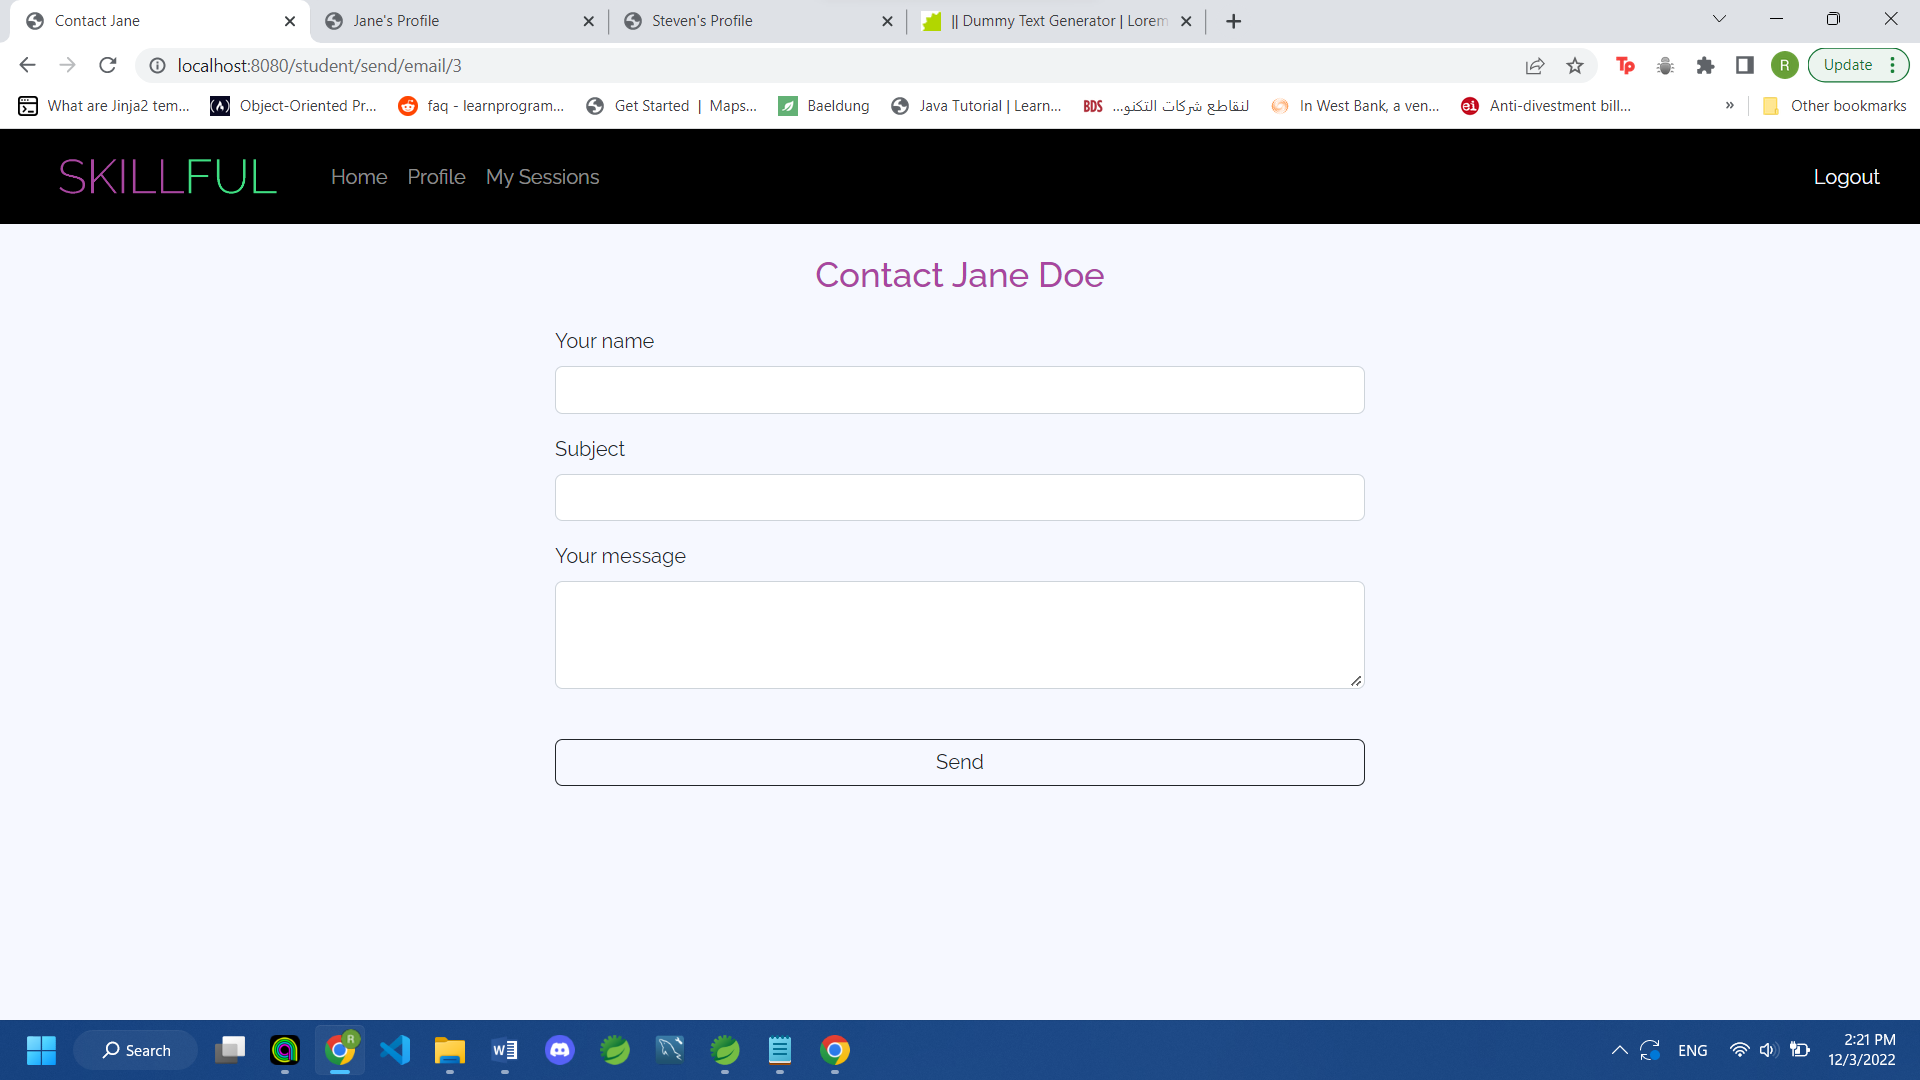 Contact Jane
Jane's Profile
Steven's Profile
|| Dummy Text Generator | Lorem
localhost:8080/student/send/email/3
Tp
R
Update
What are Jinja2 tem...
Object-Oriented Pr...
faq - learnprogram...
Get Started | Maps...
Baeldung
Java Tutorial | Learn...
BDS
لنقاطع شركات التكنو...
In West Bank, a ven...
ei
Anti-divestment bill...
»
Other bookmarks
SKILLFUL
Home
Profile
My Sessions
Logout
Contact Jane Doe
Your name
Subject
Your message
Send
Search
R
W
ENG
2:21 PM
12/3/2022